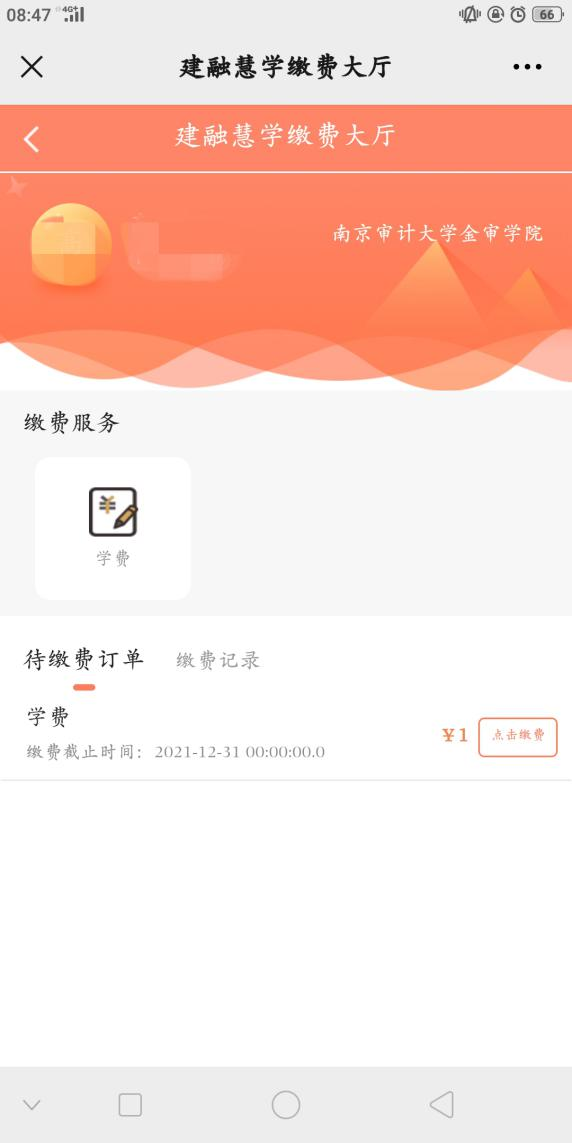 08:47 4G+ 66
建融慧学缴费大厅
建融慧学缴费大厅
南京审计大学金审学院
缴费服务
学费
待缴费订单 缴费记录
学费
¥1 点击缴费
缴费截止时间：2021-12-31 00:00:00.0